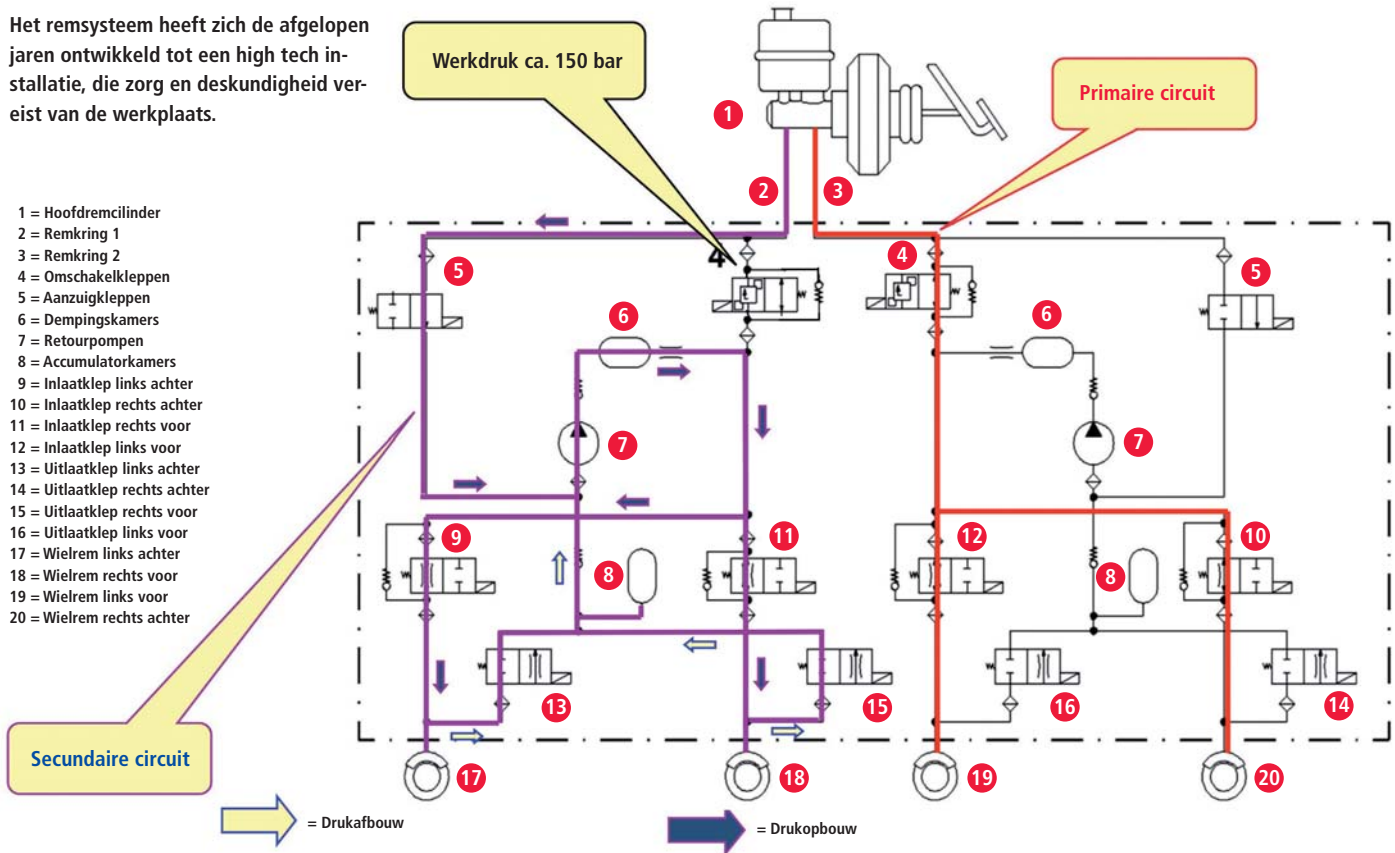 Het remsysteem heeft zich de afgelopen
jaren ontwikkeld tot een high tech in-
stallatie, die zorg en deskundigheid ver-
eist van de werkplaats.
Werkdruk ca. 150 bar
Primaire circuit
1
2
3
1 = Hoofdremcilinder
2 = Remkring 1
3 = Remkring 2
4 = Omschakelkleppen
5 = Aanzuigkleppen
6 = Dempingskamers
7 = Retourpompen
8 = Accumulatorkamers
9 = Inlaatklep links achter
10 = Inlaatklep rechts achter
11 = Inlaatklep rechts voor
12 = Inlaatklep links voor
13 = Uitlaatklep links achter
14 = Uitlaatklep rechts achter
15 = Uitlaatklep rechts voor
16 = Uitlaatklep links voor
17 = Wielrem links achter
18 = Wielrem rechts voor
19 = Wielrem links voor
20 = Wielrem rechts achter
5
4
4
5
6
6
7
7
9
11
12
10
8
8
13
15
16
14
Secundaire circuit
17
18
19
20
= Drukafbouw
= Drukopbouw